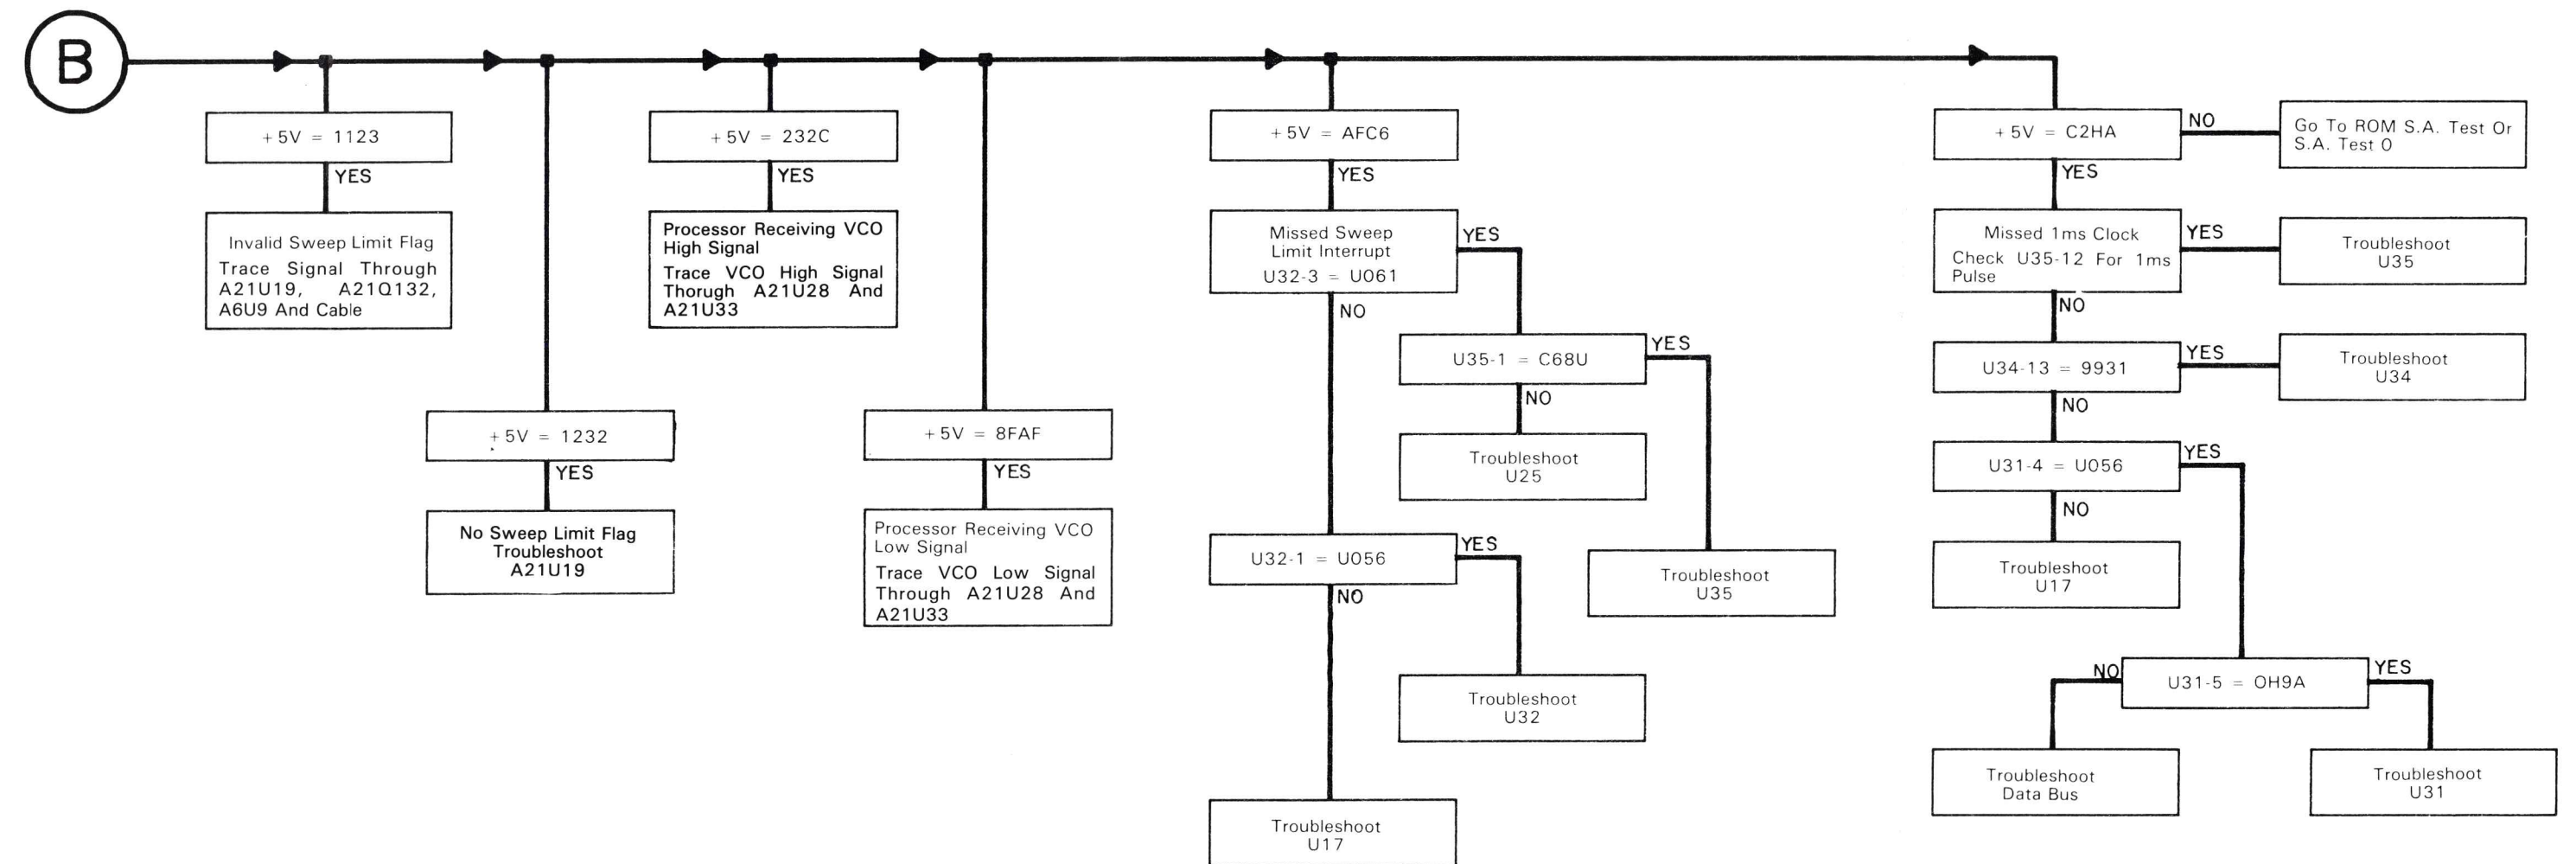 B
+5V = 1123
YES
Invalid Sweep Limit Flag
Trace Signal Through
A21U19, A21Q132,
A6U9 And Cable
+5V = 1232
YES
No Sweep Limit Flag
Troubleshoot
A21U19
+5V = 232C
YES
Processor Receiving VCO
High Signal
Trace VCO High Signal
Thorugh A21U28 And
A21U33
+5V = 8FAF
YES
Processor Receiving VCO
Low Signal
Trace VCO Low Signal
Through A21U28 And
A21U33
+5V = AFC6
YES
Missed Sweep
Limit Interrupt
U32-3 = U061
YES
NO
U35-1 = C68U
YES
NO
Troubleshoot
U25
Troubleshoot
U35
U32-1 = U056
YES
NO
Troubleshoot
U32
Troubleshoot
U17
+5V = C2HA
NO
Go To ROM S.A. Test Or
S.A. Test 0
YES
Missed 1ms Clock
Check U35-12 For 1ms
Pulse
YES
Troubleshoot
U35
NO
U34-13 = 9931
YES
Troubleshoot
U34
NO
U31-4 = U056
YES
NO
Troubleshoot
U17
NO
U31-5 = OH9A
YES
Troubleshoot
Data Bus
Troubleshoot
U31